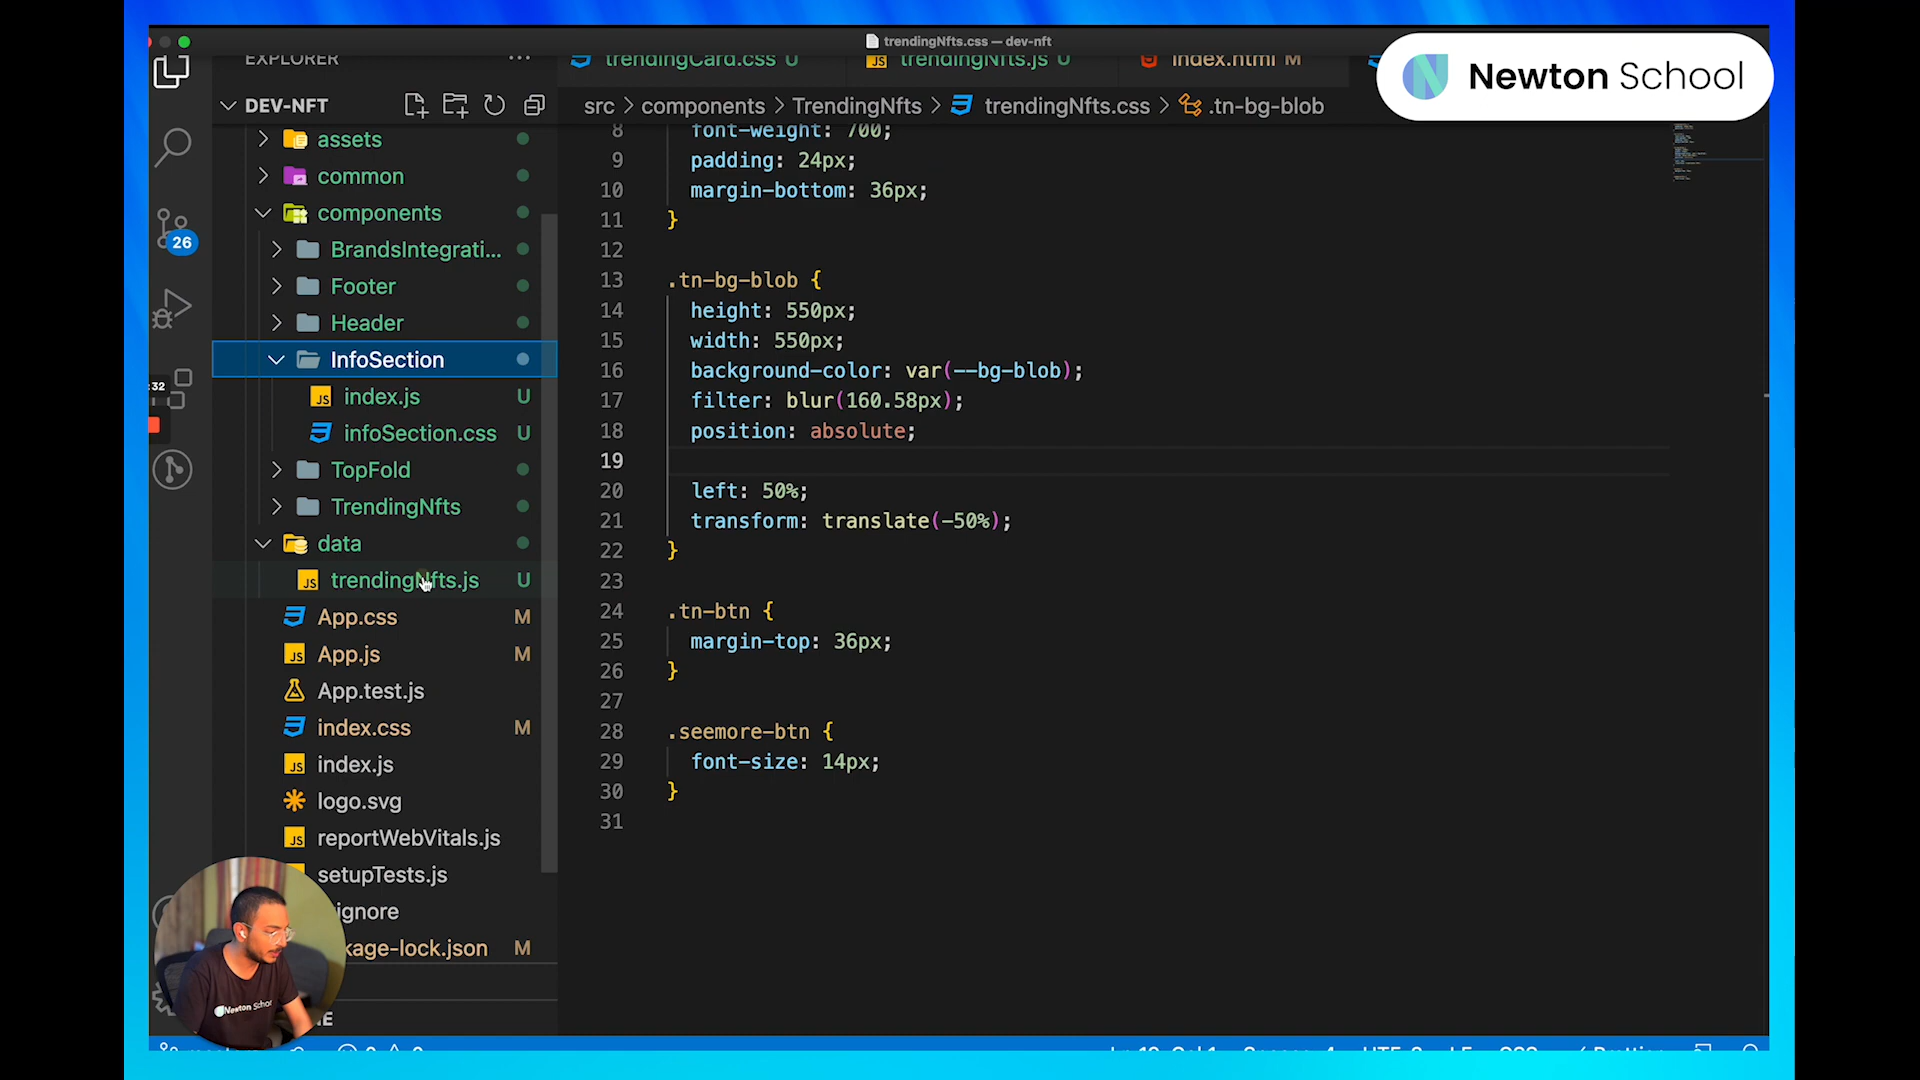 trendingNfts.css — dev-nft
Newton School
EXPLORER
trendingCard.css U
trendingNfts.js U
index.html M
DEV-NFT
src > components > TrendingNfts > trendingNfts.css > .tn-bg-blob
assets
common
components
BrandsIntegrati...
Footer
Header
InfoSection
index.js U
infoSection.css U
TopFold
TrendingNfts
data
trendingNfts.js U
App.css M
App.js M
App.test.js
index.css M
index.js
logo.svg
reportWebVitals.js
setupTests.js
ignore
kage-lock.json M
26
:32
8 font-weight: 700;
9 padding: 24px;
10 margin-bottom: 36px;
11 }
12
13 .tn-bg-blob {
14 height: 550px;
15 width: 550px;
16 background-color: var(--bg-blob);
17 filter: blur(160.58px);
18 position: absolute;
19
20 left: 50%;
21 transform: translate(-50%);
22 }
23
24 .tn-btn {
25 margin-top: 36px;
26 }
27
28 .seemore-btn {
29 font-size: 14px;
30 }
31
Newton School